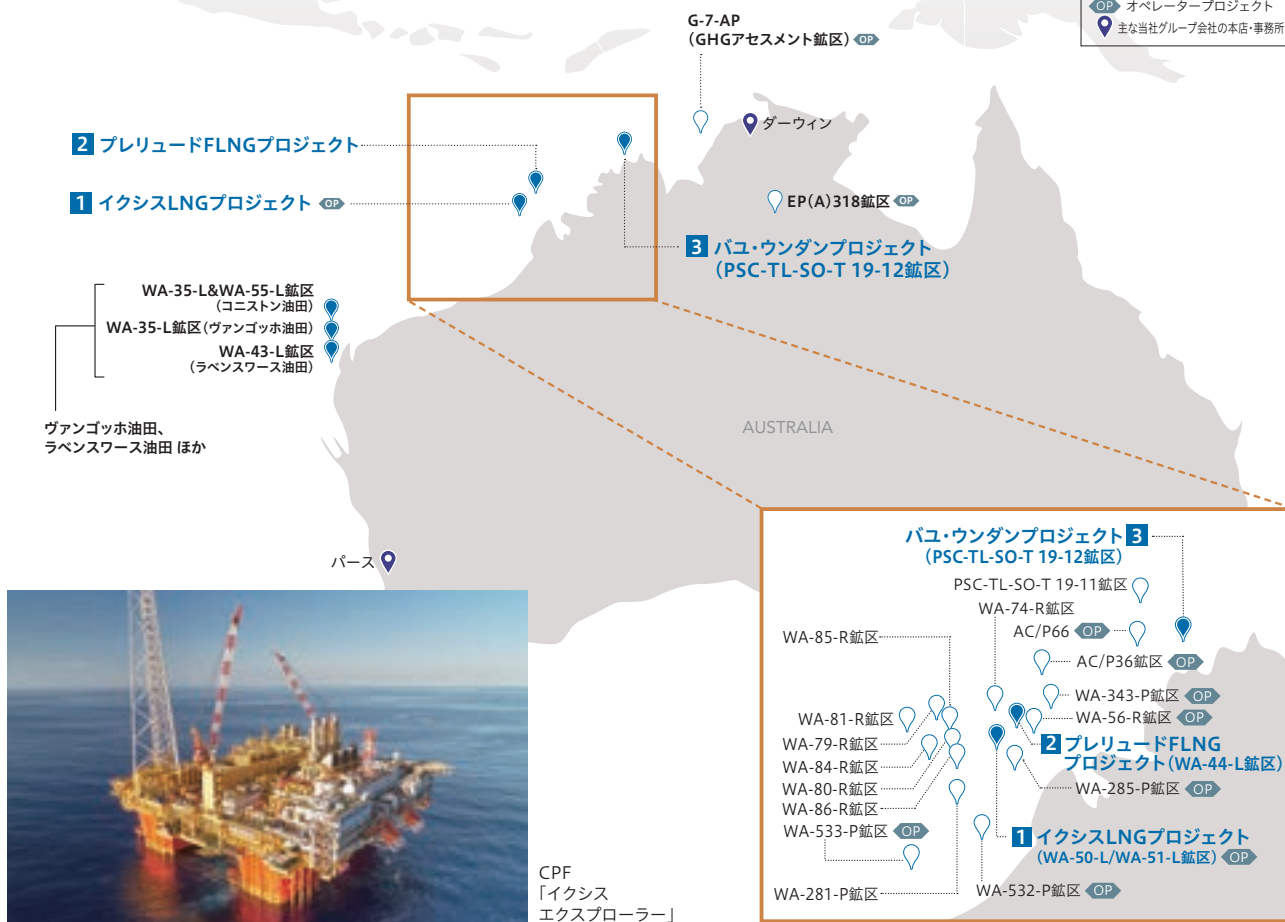 OP オペレータープロジェクト
主な当社グループ会社の本店・事務所
G-7-AP
(GHGアセスメント鉱区) OP
ダーウィン
2 プレリュードFLNGプロジェクト
1 イクシスLNGプロジェクト OP
EP(A)318鉱区 OP
3 バユ・ウンダンプロジェクト
(PSC-TL-SO-T 19-12鉱区)
WA-35-L&WA-55-L鉱区
(コニストン油田)
WA-35-L鉱区(ヴァンゴッホ油田)
WA-43-L鉱区
(ラベンスワース油田)
ヴァンゴッホ油田、
ラベンスワース油田 ほか
AUSTRALIA
パース
CPF
「イクシス
エクスプローラー」
バユ・ウンダンプロジェクト 3
(PSC-TL-SO-T 19-12鉱区)
PSC-TL-SO-T 19-11鉱区
WA-74-R鉱区
AC/P66 OP
WA-85-R鉱区
AC/P36鉱区 OP
WA-343-P鉱区 OP
WA-81-R鉱区
WA-56-R鉱区 OP
WA-79-R鉱区
2 プレリュードFLNG
プロジェクト(WA-44-L鉱区)
WA-84-R鉱区
WA-80-R鉱区
WA-285-P鉱区 OP
WA-86-R鉱区
WA-533-P鉱区 OP
1 イクシスLNGプロジェクト
(WA-50-L/WA-51-L鉱区) OP
WA-281-P鉱区
WA-532-P鉱区 OP